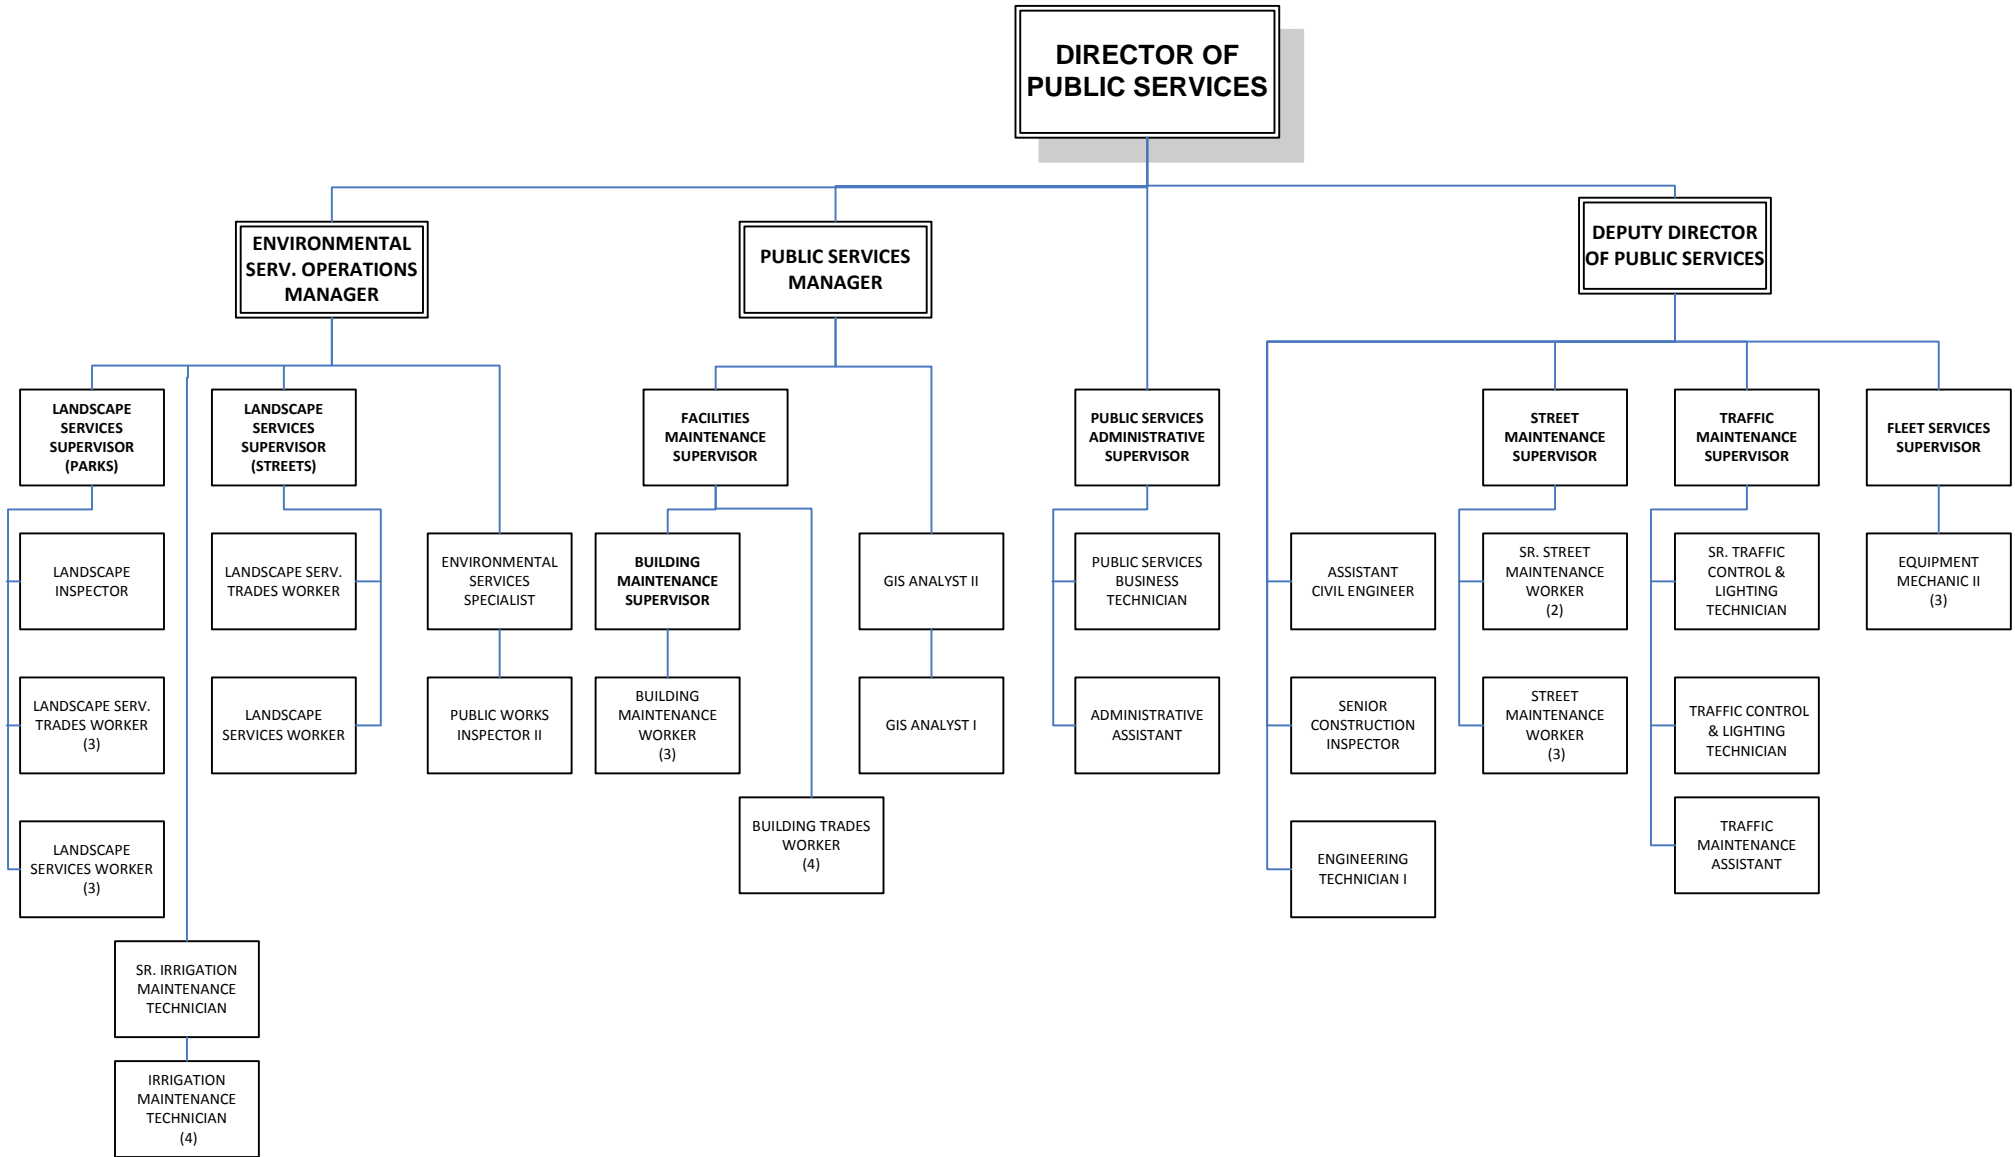 DIRECTOR OF
PUBLIC SERVICES
ENVIRONMENTAL
SERV. OPERATIONS
MANAGER
PUBLIC SERVICES
MANAGER
DEPUTY DIRECTOR
OF PUBLIC SERVICES
LANDSCAPE
SERVICES
SUPERVISOR
(PARKS)
LANDSCAPE
SERVICES
SUPERVISOR
(STREETS)
FACILITIES
MAINTENANCE
SUPERVISOR
PUBLIC SERVICES
ADMINISTRATIVE
SUPERVISOR
STREET
MAINTENANCE
SUPERVISOR
TRAFFIC
MAINTENANCE
SUPERVISOR
FLEET SERVICES
SUPERVISOR
LANDSCAPE
INSPECTOR
LANDSCAPE SERV.
TRADES WORKER
ENVIRONMENTAL
SERVICES
SPECIALIST
BUILDING
MAINTENANCE
SUPERVISOR
GIS ANALYST II
PUBLIC SERVICES
BUSINESS
TECHNICIAN
ASSISTANT
CIVIL ENGINEER
SR. STREET
MAINTENANCE
WORKER
(2)
SR. TRAFFIC
CONTROL &
LIGHTING
TECHNICIAN
EQUIPMENT
MECHANIC II
(3)
LANDSCAPE SERV.
TRADES WORKER
(3)
LANDSCAPE
SERVICES WORKER
PUBLIC WORKS
INSPECTOR II
BUILDING
MAINTENANCE
WORKER
(3)
GIS ANALYST I
ADMINISTRATIVE
ASSISTANT
SENIOR
CONSTRUCTION
INSPECTOR
STREET
MAINTENANCE
WORKER
(3)
TRAFFIC CONTROL
& LIGHTING
TECHNICIAN
LANDSCAPE
SERVICES WORKER
(3)
BUILDING TRADES
WORKER
(4)
ENGINEERING
TECHNICIAN I
TRAFFIC
MAINTENANCE
ASSISTANT
SR. IRRIGATION
MAINTENANCE
TECHNICIAN
IRRIGATION
MAINTENANCE
TECHNICIAN
(4)